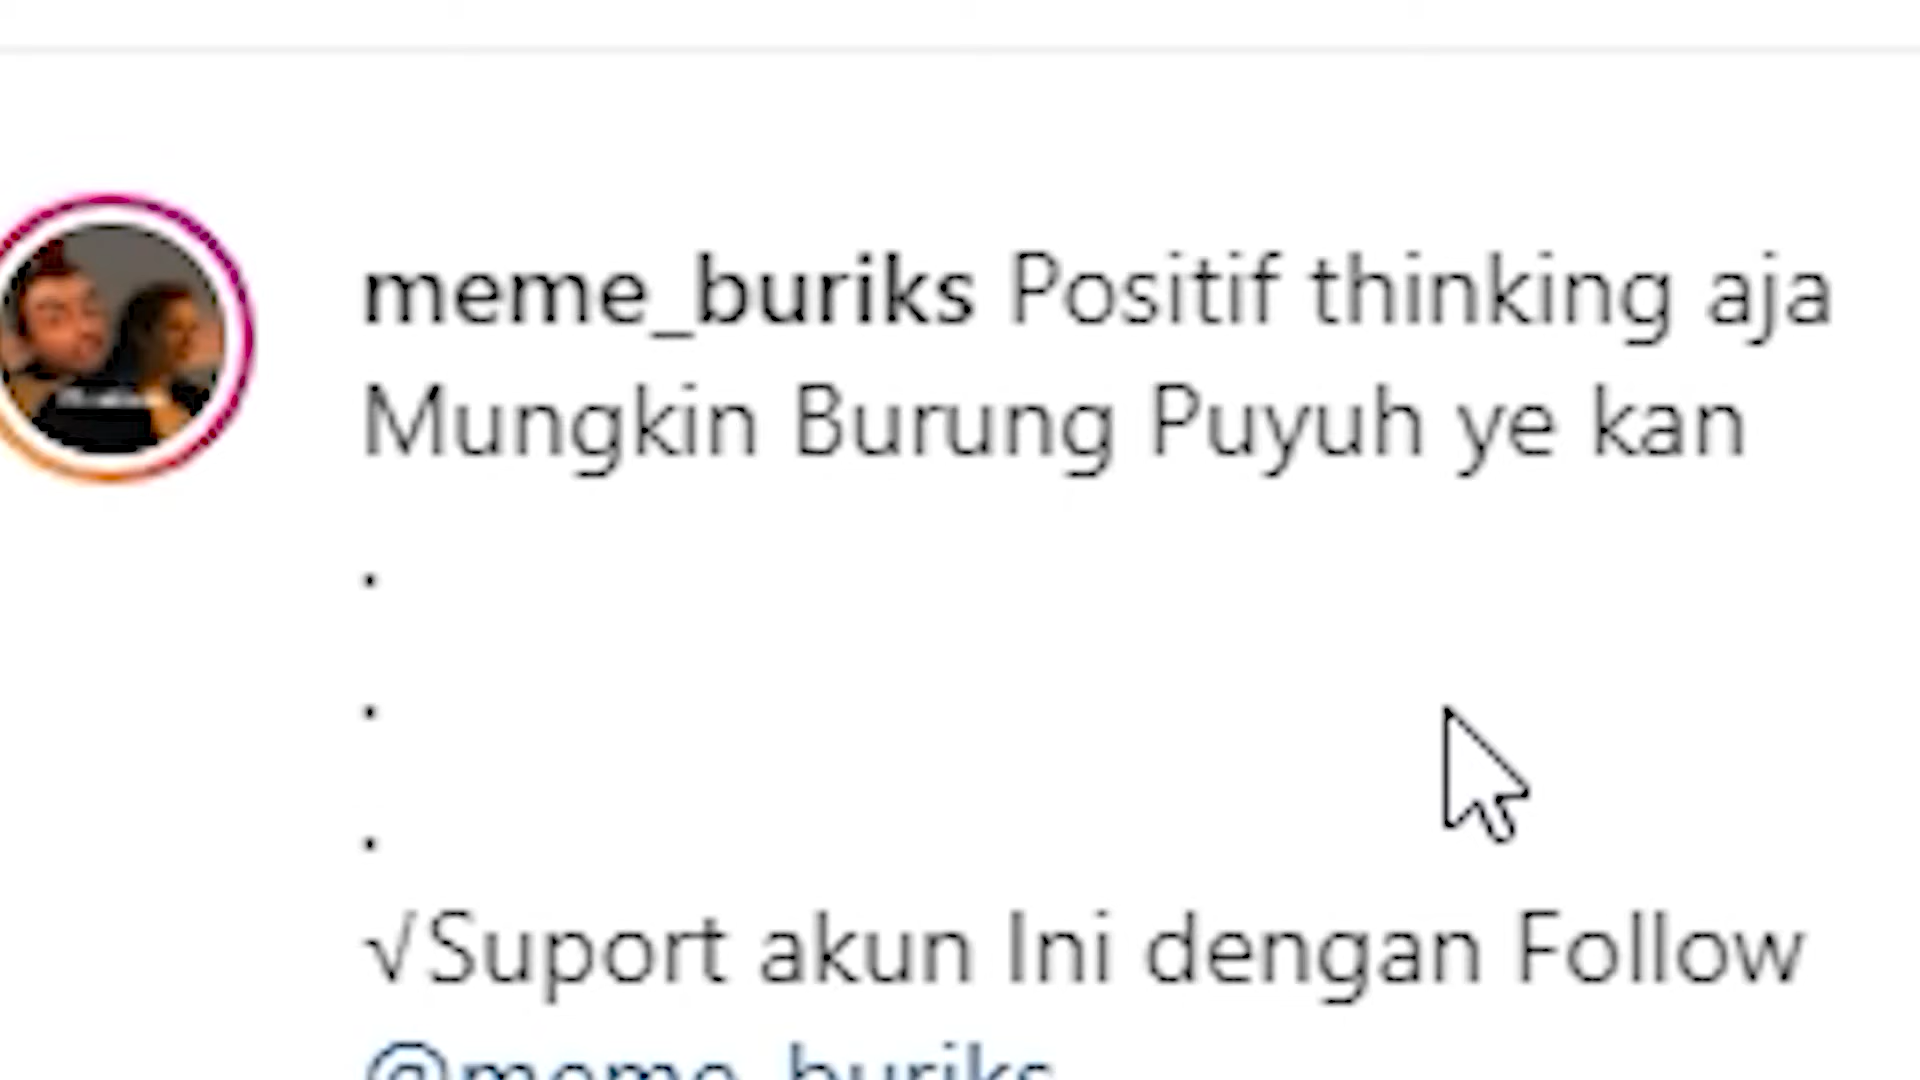 meme_buriks Positif thinking aja
Mungkin Burung Puyuh ye kan
.
.
.
√Suport akun Ini dengan Follow
@meme_buriks